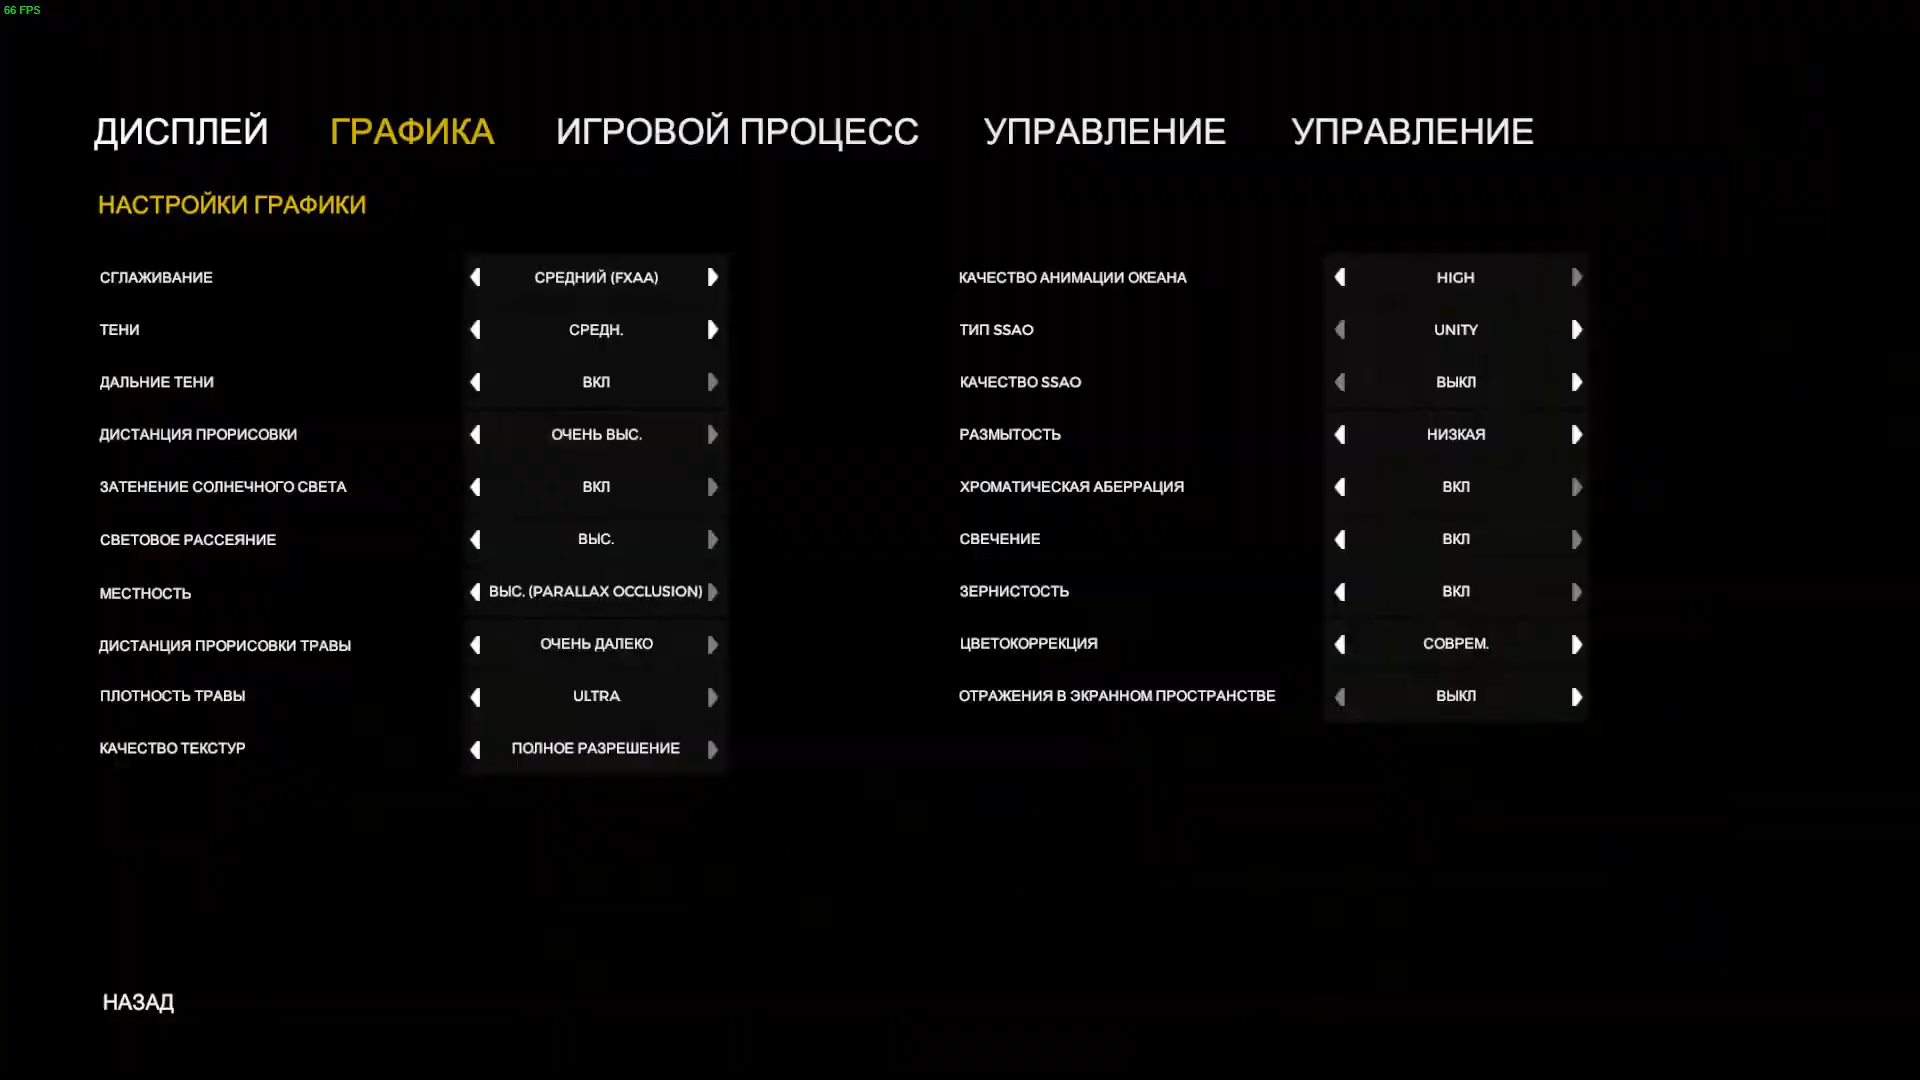 66 FPS
ДИСПЛЕЙ ГРАФИКА ИГРОВОЙ ПРОЦЕСС УПРАВЛЕНИЕ УПРАВЛЕНИЕ
НАСТРОЙКИ ГРАФИКИ
СГЛАЖИВАНИЕ СРЕДНИЙ (FXAA)
ТЕНИ СРЕДН.
ДАЛЬНИЕ ТЕНИ ВКЛ
ДИСТАНЦИЯ ПРОРИСОВКИ ОЧЕНЬ ВЫС.
ЗАТЕНЕНИЕ СОЛНЕЧНОГО СВЕТА ВКЛ
СВЕТОВОЕ РАССЕЯНИЕ ВЫС.
МЕСТНОСТЬ ВЫС. (PARALLAX OCCLUSION)
ДИСТАНЦИЯ ПРОРИСОВКИ ТРАВЫ ОЧЕНЬ ДАЛЕКО
ПЛОТНОСТЬ ТРАВЫ ULTRA
КАЧЕСТВО ТЕКСТУР ПОЛНОЕ РАЗРЕШЕНИЕ
КАЧЕСТВО АНИМАЦИИ ОКЕАНА HIGH
ТИП SSAO UNITY
КАЧЕСТВО SSAO ВЫКЛ
РАЗМЫТОСТЬ НИЗКАЯ
ХРОМАТИЧЕСКАЯ АБЕРРАЦИЯ ВКЛ
СВЕЧЕНИЕ ВКЛ
ЗЕРНИСТОСТЬ ВКЛ
ЦВЕТОКОРРЕКЦИЯ СОВРЕМ.
ОТРАЖЕНИЯ В ЭКРАННОМ ПРОСТРАНСТВЕ ВЫКЛ
НАЗАД